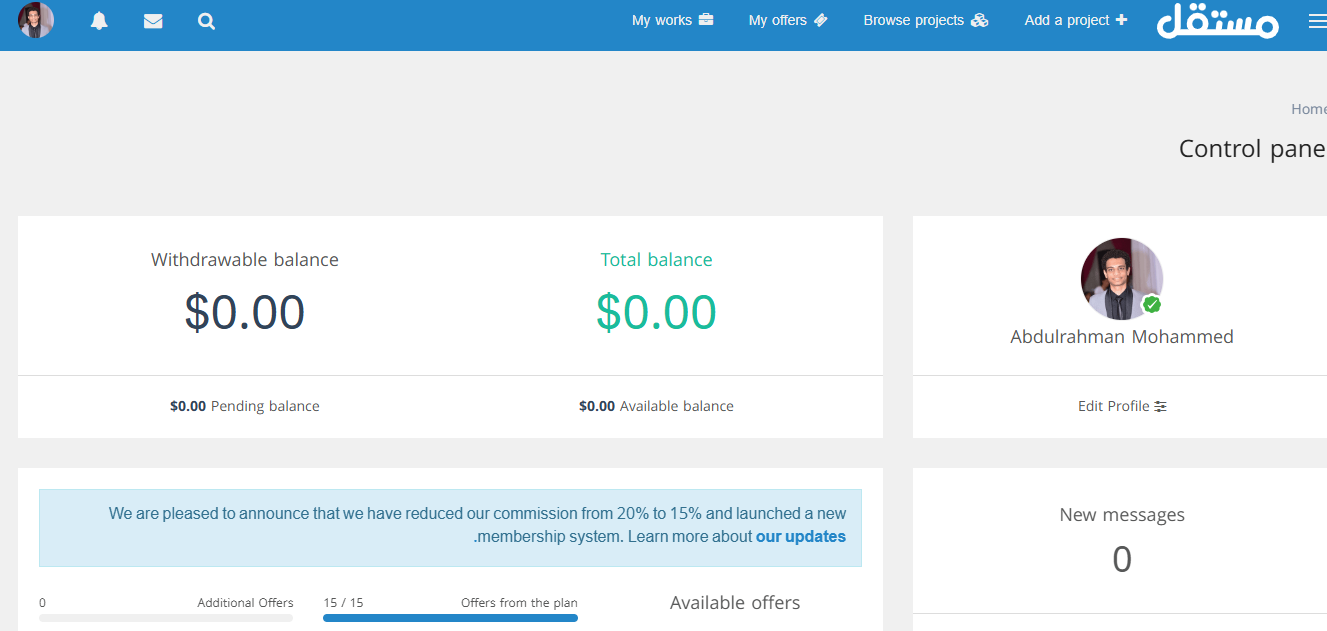 My works
My offers
Browse projects
Add a project
مستقل
Home
Control pane
Withdrawable balance
$0.00
Total balance
$0.00
$0.00 Pending balance
$0.00 Available balance
Abdulrahman Mohammed
Edit Profile
We are pleased to announce that we have reduced our commission from 20% to 15% and launched a new
.membership system. Learn more about our updates
New messages
0
0
Additional Offers
15 / 15
Offers from the plan
Available offers